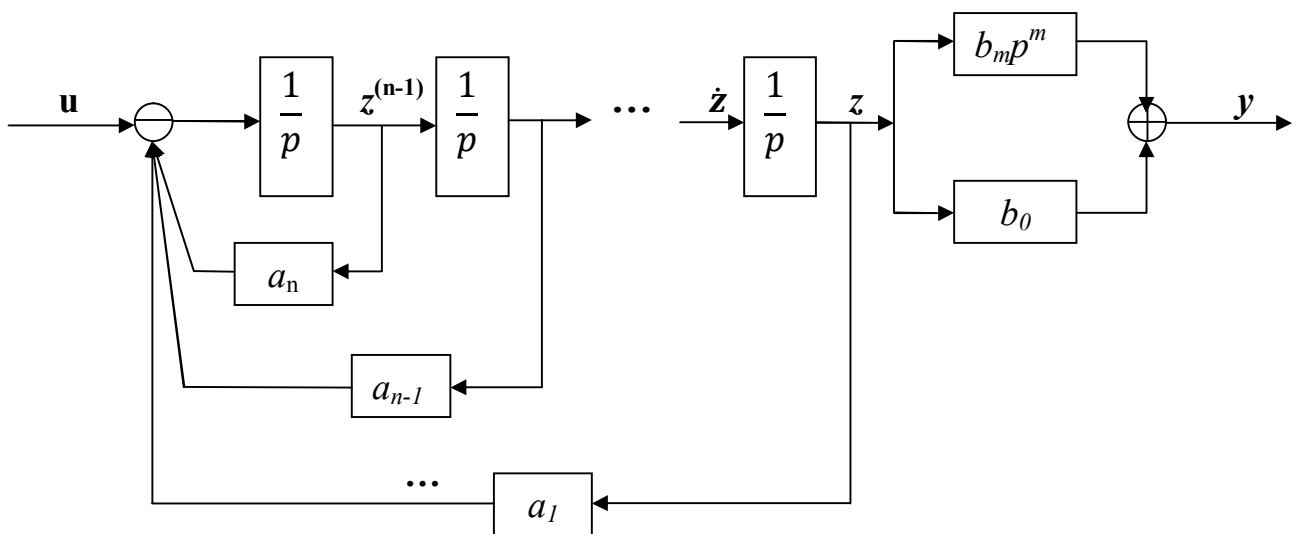 b_m p^m
u
1/p
z^(n-1)
1/p
...
ż
1/p
z
y
b_0
a_n
a_{n-1}
...
a_1